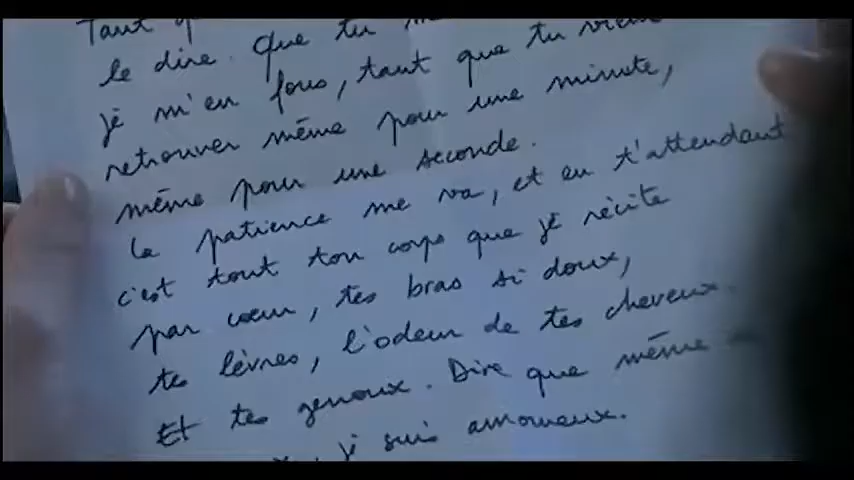 Tant
le dire. Que tu
je m'en fous, tant que tu
retrouver même pour une minute,
même pour une seconde.
La patience me va, et en t'attendant
c'est tout ton corps que je récite
par cœur, tes bras si doux,
tes lèvres, l'odeur de tes cheveux.
Et tes genoux. Dire que même
je suis amoureux.